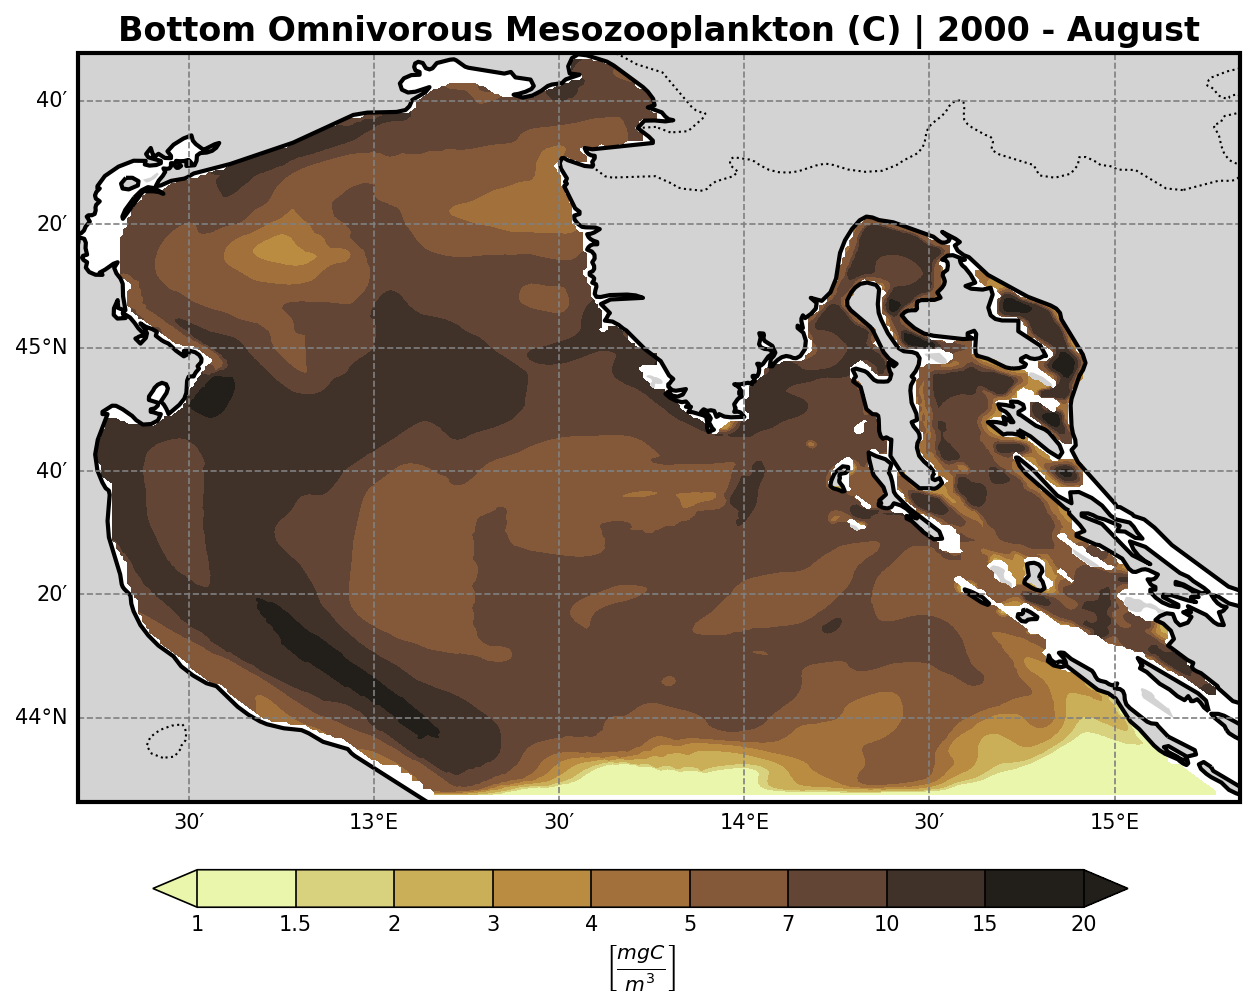 Bottom Omnivorous Mesozooplankton (C) | 2000 - August
40′
20′
45°N
40′
20′
44°N
30′ 13°E 30′ 14°E 30′ 15°E
1 1.5 2 3 4 5 7 10 15 20
[mgC/m³]